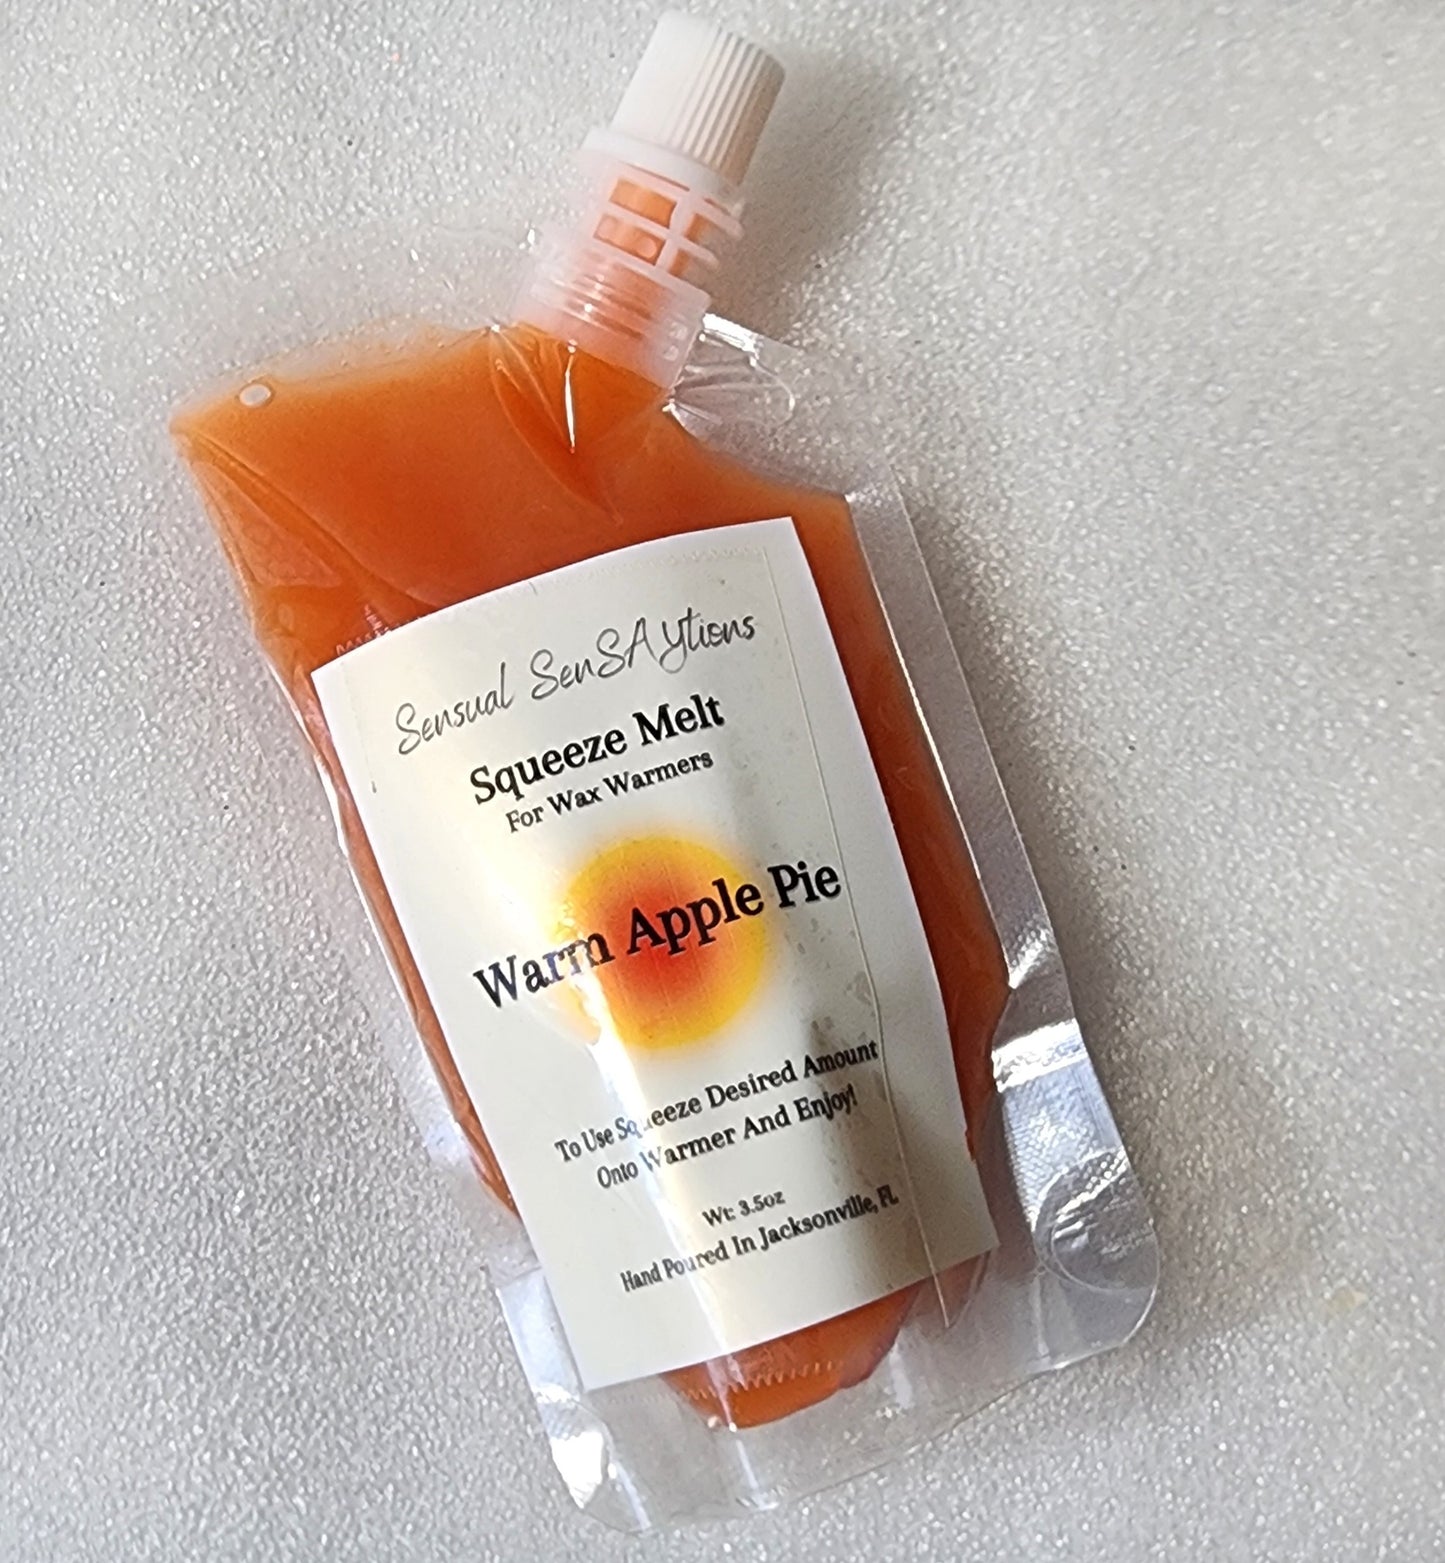 Sensual SenSAYtions
Squeeze Melt
For Wax Warmers
Warm Apple Pie
To Use Squeeze Desired Amount
Onto Warmer And Enjoy!
Wt: 3.5oz
Hand Poured In Jacksonville, FL